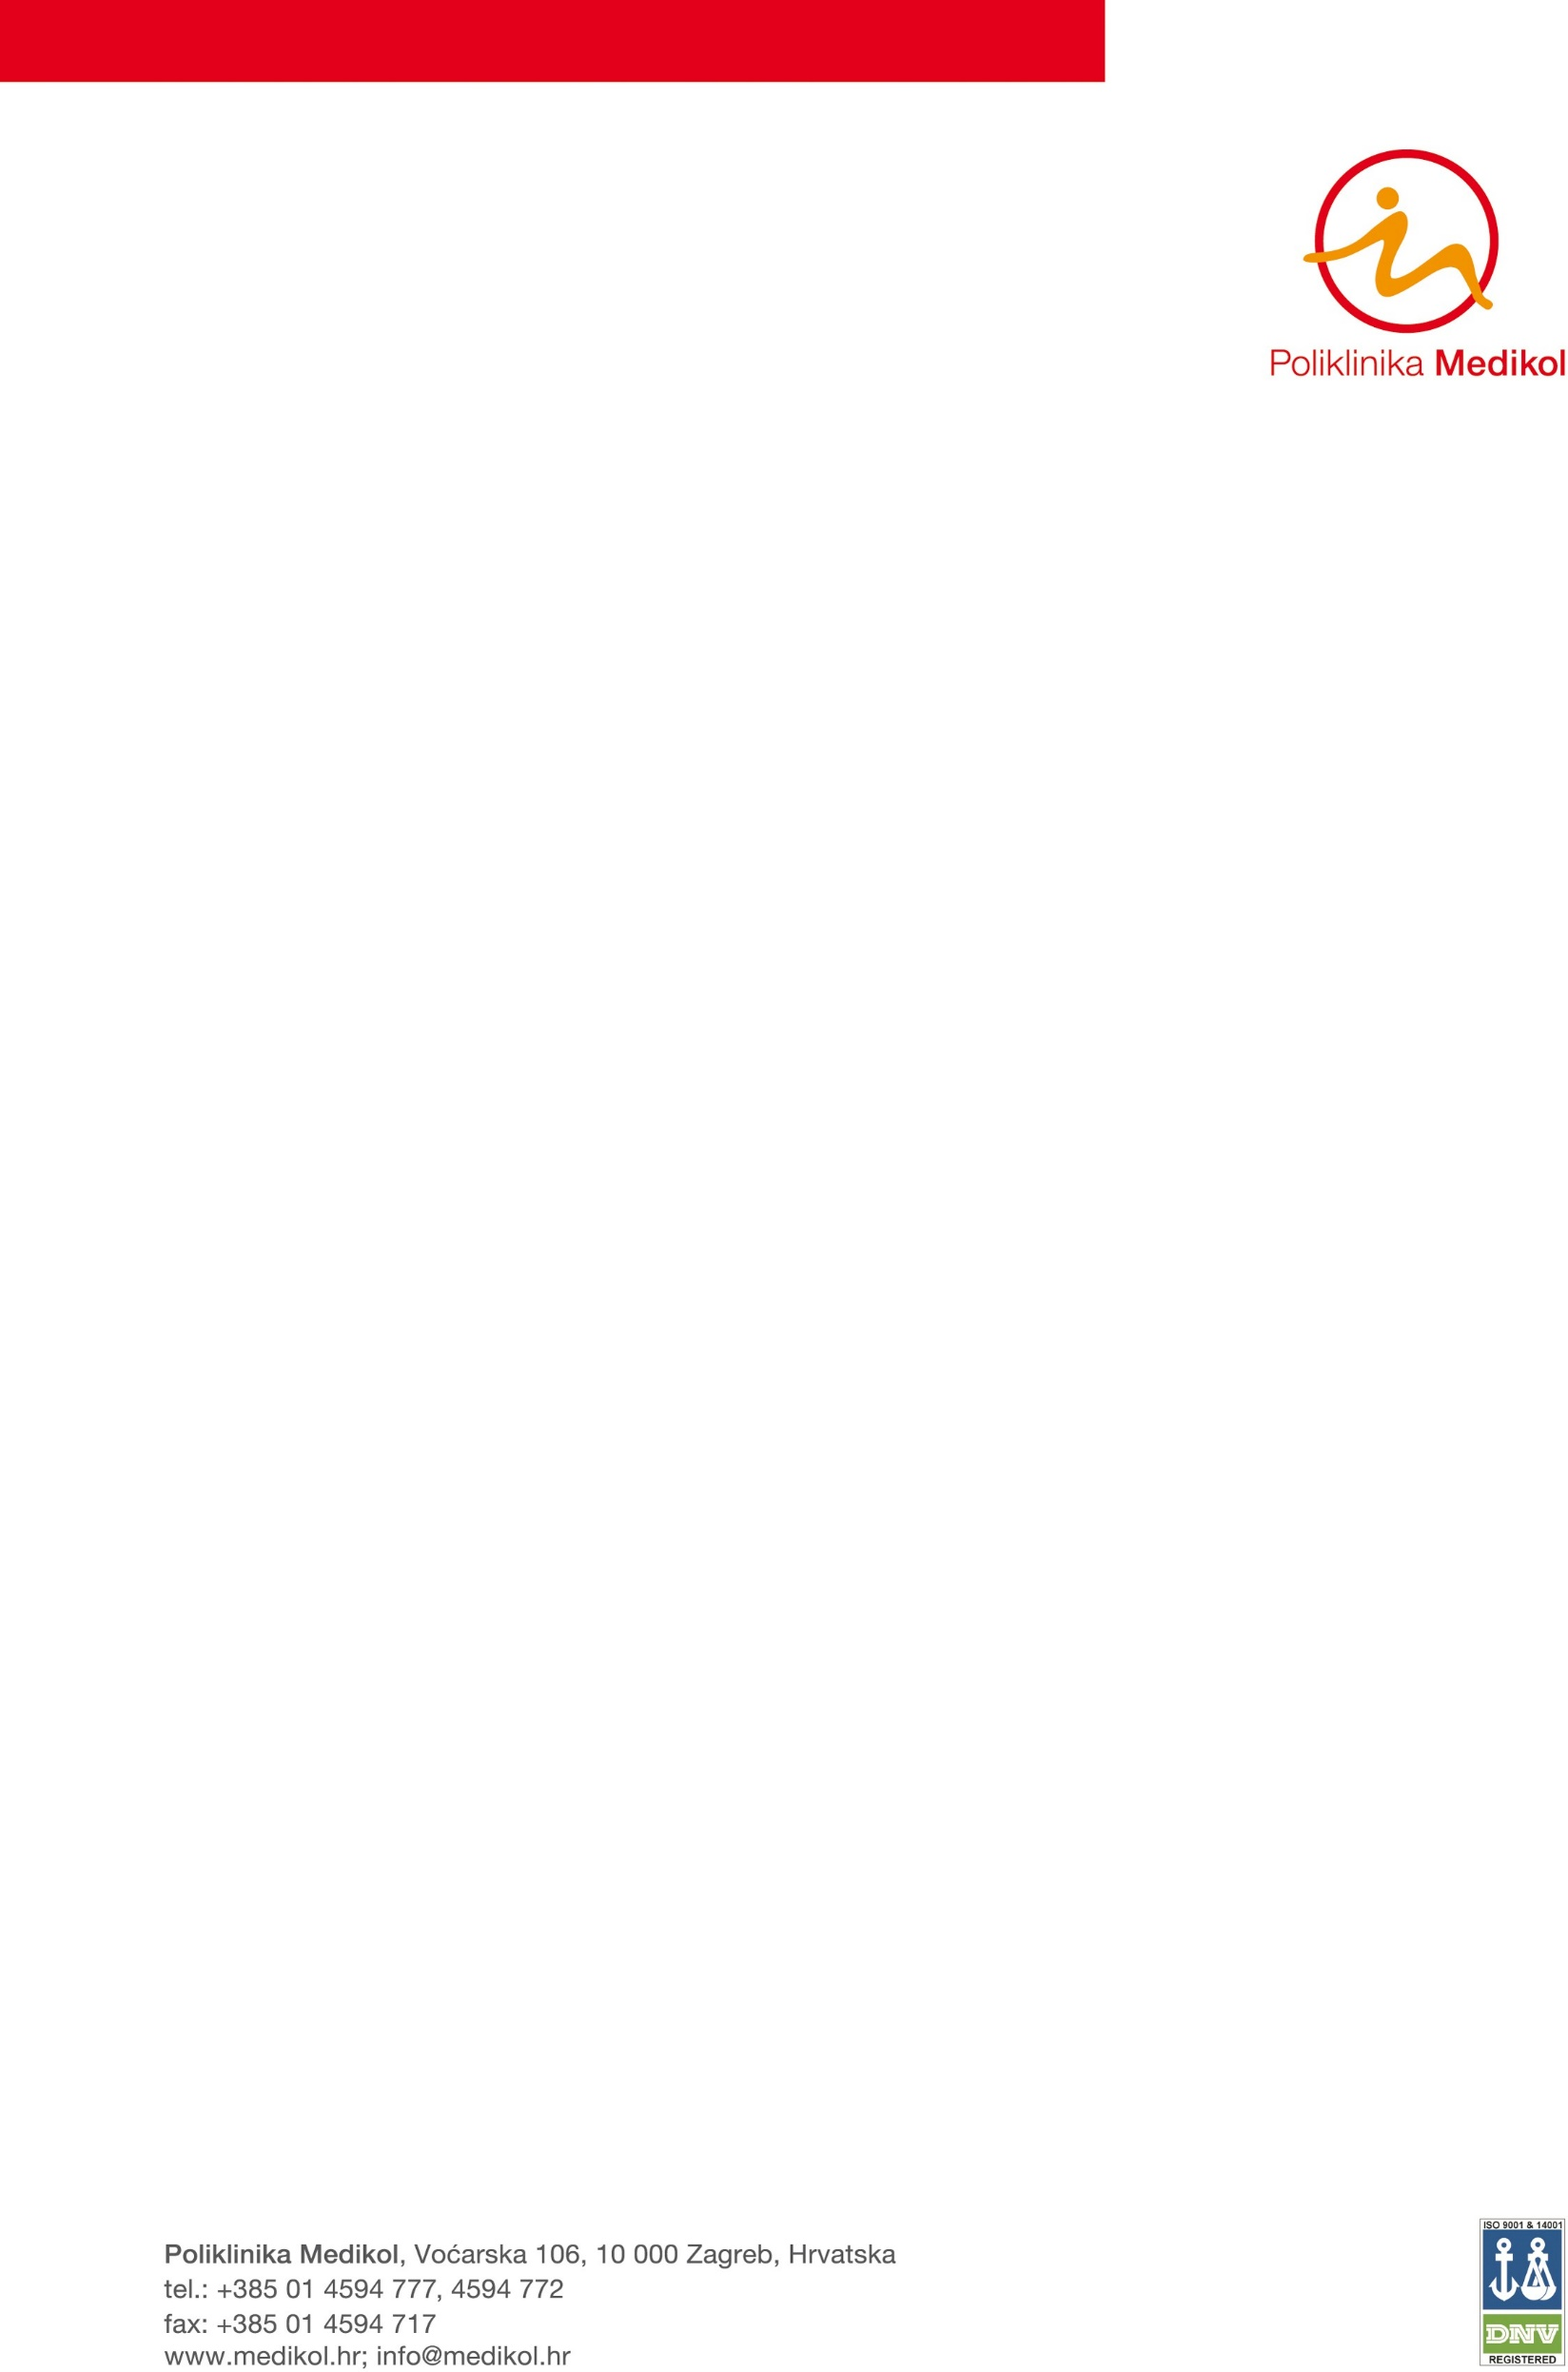 Poliklinika Medikol
Poliklinika Medikol, Voćarska 106, 10 000 Zagreb, Hrvatska
tel.: +385 01 4594 777, 4594 772
fax: +385 01 4594 717
www.medikol.hr; info@medikol.hr
ISO 9001 & 14001
DNV
REGISTERED